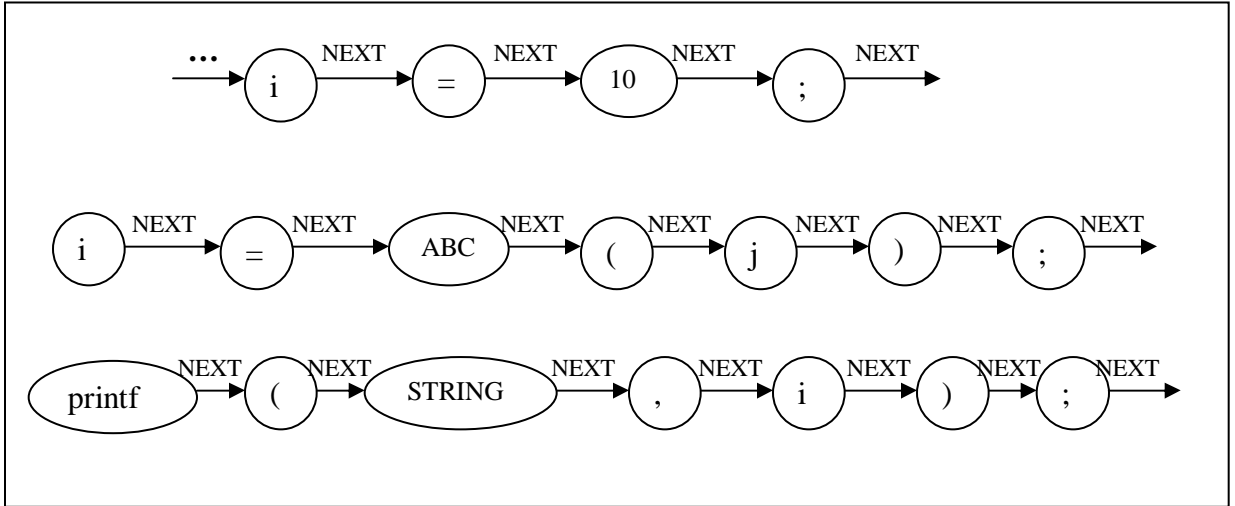 ... NEXT NEXT NEXT NEXT
i = 10 ;
NEXT NEXT NEXT NEXT NEXT NEXT NEXT
i = ABC ( j ) ;
NEXT NEXT NEXT NEXT NEXT NEXT NEXT
printf ( STRING , i ) ;